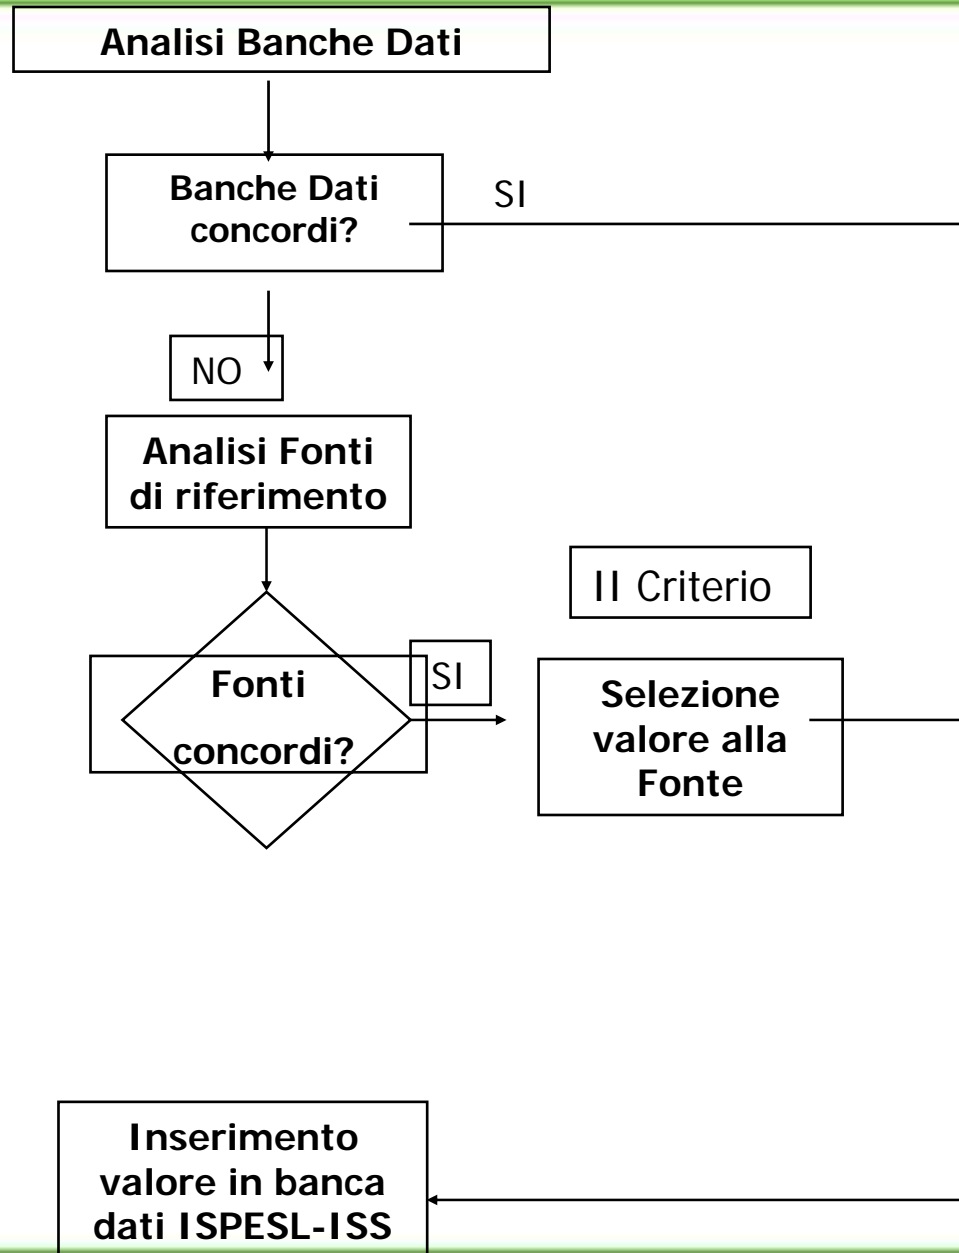 Analisi Banche Dati
Banche Dati
concordi?
SI
NO
Analisi Fonti
di riferimento
II Criterio
Fonti
concordi?
SI
Selezione
valore alla
Fonte
Inserimento
valore in banca
dati ISPESL-ISS